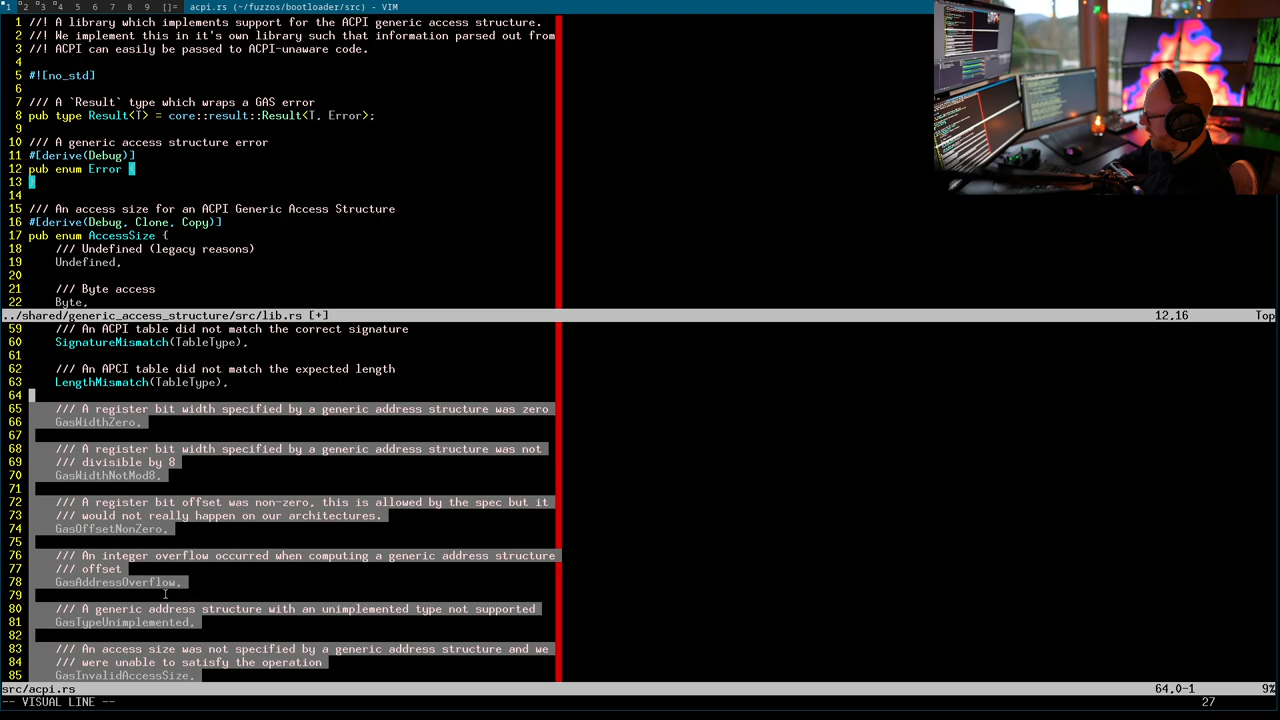 1 2 3 4 5 6 7 8 9 []= acpi.rs (~/fuzzos/bootloader/src) - VIM
1 //! A library which implements support for the ACPI generic access structure.
2 //! We implement this in it's own library such that information parsed out from
3 //! ACPI can easily be passed to ACPI-unaware code.
4
5 #![no_std]
6
7 /// A `Result` type which wraps a GAS error
8 pub type Result<T> = core::result::Result<T, Error>;
9
10 /// A generic access structure error
11 #[derive(Debug)]
12 pub enum Error {
13 }
14
15 /// An access size for an ACPI Generic Access Structure
16 #[derive(Debug, Clone, Copy)]
17 pub enum AccessSize {
18 /// Undefined (legacy reasons)
19 Undefined,
20
21 /// Byte access
22 Byte,
../shared/generic_access_structure/src/lib.rs [+] 12,16 Top
59 /// An ACPI table did not match the correct signature
60 SignatureMismatch(TableType),
61
62 /// An APCI table did not match the expected length
63 LengthMismatch(TableType),
64
65 /// A register bit width specified by a generic address structure was zero
66 GasWidthZero,
67
68 /// A register bit width specified by a generic address structure was not
69 /// divisible by 8
70 GasWidthNotMod8,
71
72 /// A register bit offset was non-zero, this is allowed by the spec but it
73 /// would not really happen on our architectures.
74 GasOffsetNonZero,
75
76 /// An integer overflow occurred when computing a generic address structure
77 /// offset
78 GasAddressOverflow,
79
80 /// A generic address structure with an unimplemented type not supported
81 GasTypeUnimplemented,
82
83 /// An access size was not specified by a generic address structure and we
84 /// were unable to satisfy the operation
85 GasInvalidAccessSize,
src/acpi.rs 64,0-1 9%
-- VISUAL LINE -- 27